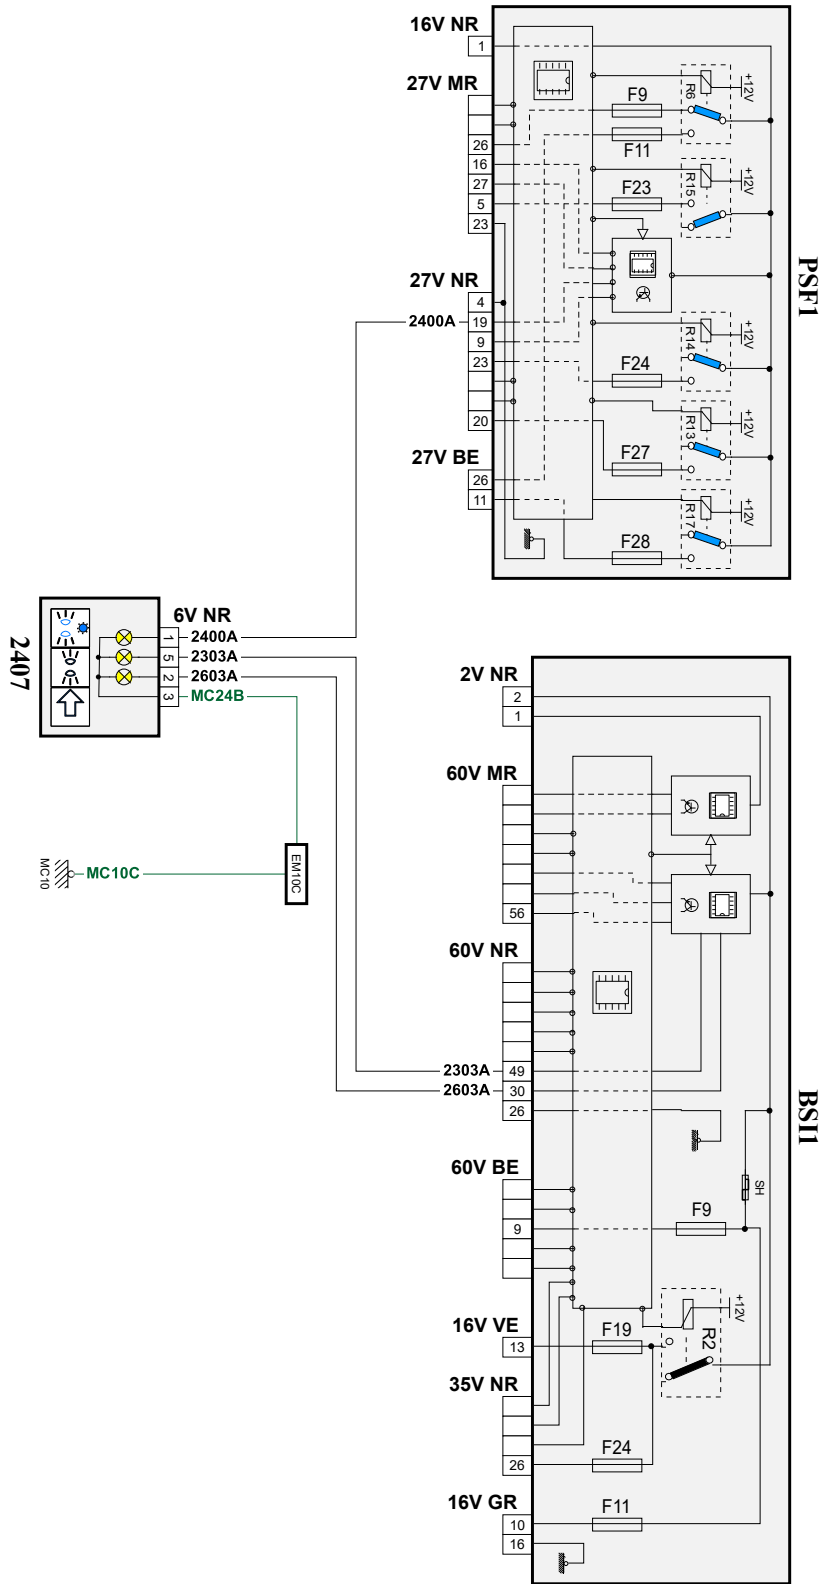 PSF1
16V NR
1
27V MR
26
16
27
5
23
27V NR
4
2400A
19
9
23
20
27V BE
26
11
F9
F11
F23
F24
F27
F28
R6
+12V
R15
+12V
R14
+12V
R13
+12V
R17
+12V
2407
6V NR
1
2400A
5
2303A
2
2603A
3
MC24B
EM10C
MC10C
MC10
BSI1
2V NR
2
1
60V MR
56
60V NR
2303A
49
2603A
30
26
60V BE
9
F9
SH
16V VE
13
F19
R2
+12V
35V NR
26
F24
16V GR
10
F11
16